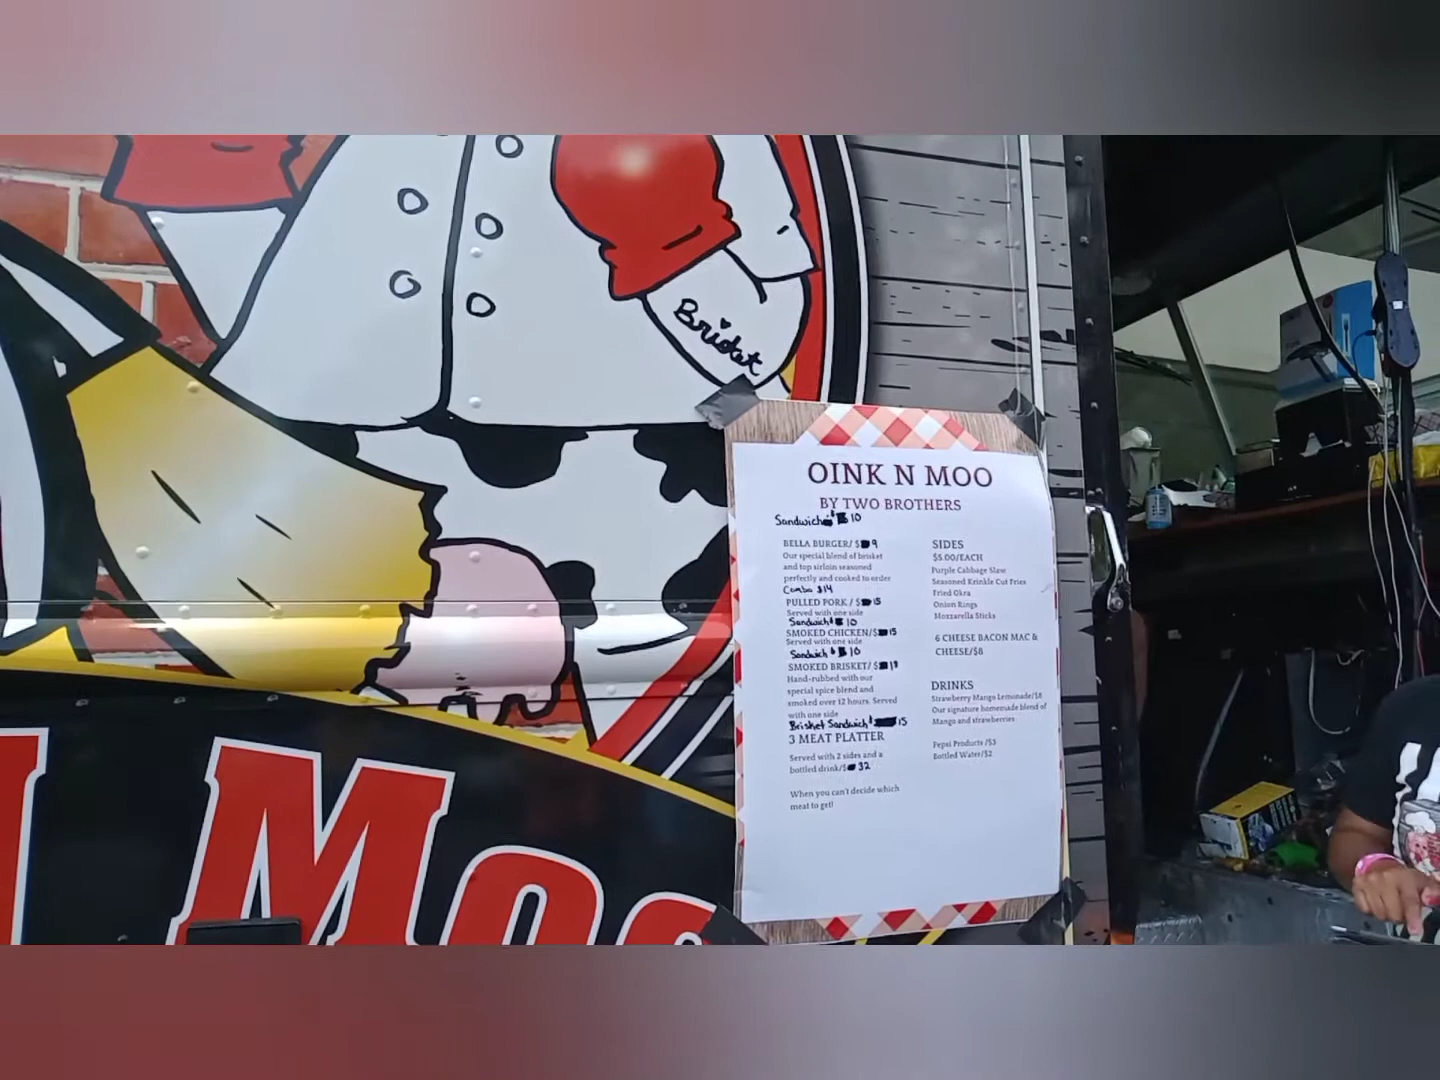 Brisket
OINK N MOO
BY TWO BROTHERS
Sandwich $ 10
BELLA BURGER/ $ 9
Our special blend of brisket
and top sirloin seasoned
perfectly and cooked to order
Combo $14
PULLED PORK / $ 15
Served with one side
Sandwich $ 10
SMOKED CHICKEN/$ 15
Served with one side
Sandwich $ 10
SMOKED BRISKET/ $ 18
Hand-rubbed with our
special spice blend and
smoked over 12 hours. Served
with one side
Brisket Sandwich $ 15
3 MEAT PLATTER
Served with 2 sides and a
bottled drink/$ 32
When you can't decide which
meat to get!
SIDES
$5.00/EACH
Purple Cabbage Slaw
Seasoned Krinkle Cut Fries
Fried Okra
Onion Rings
Mozzarella Sticks
6 CHEESE BACON MAC &
CHEESE/$8
DRINKS
Strawberry Mango Lemonade/$8
Our signature homemade blend of
Mango and strawberries
Pepsi Products /$3
Bottled Water/$2
Moo